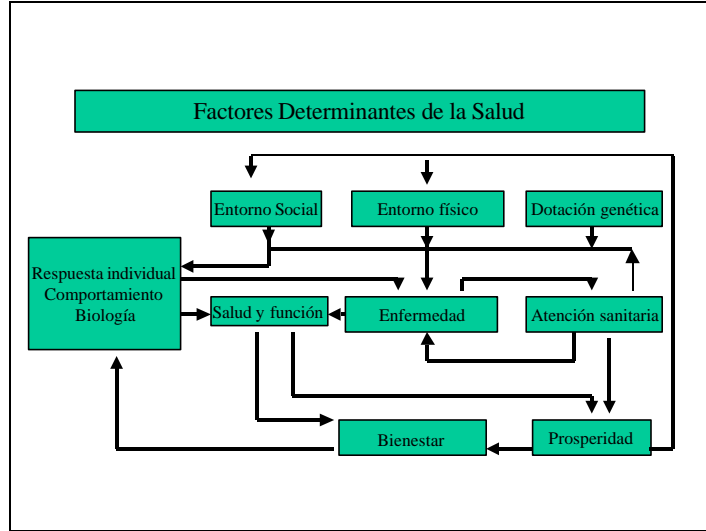 Factores Determinantes de la Salud
Entorno Social
Entorno físico
Dotación genética
Respuesta individual
Comportamiento
Biología
Salud y función
Enfermedad
Atención sanitaria
Bienestar
Prosperidad